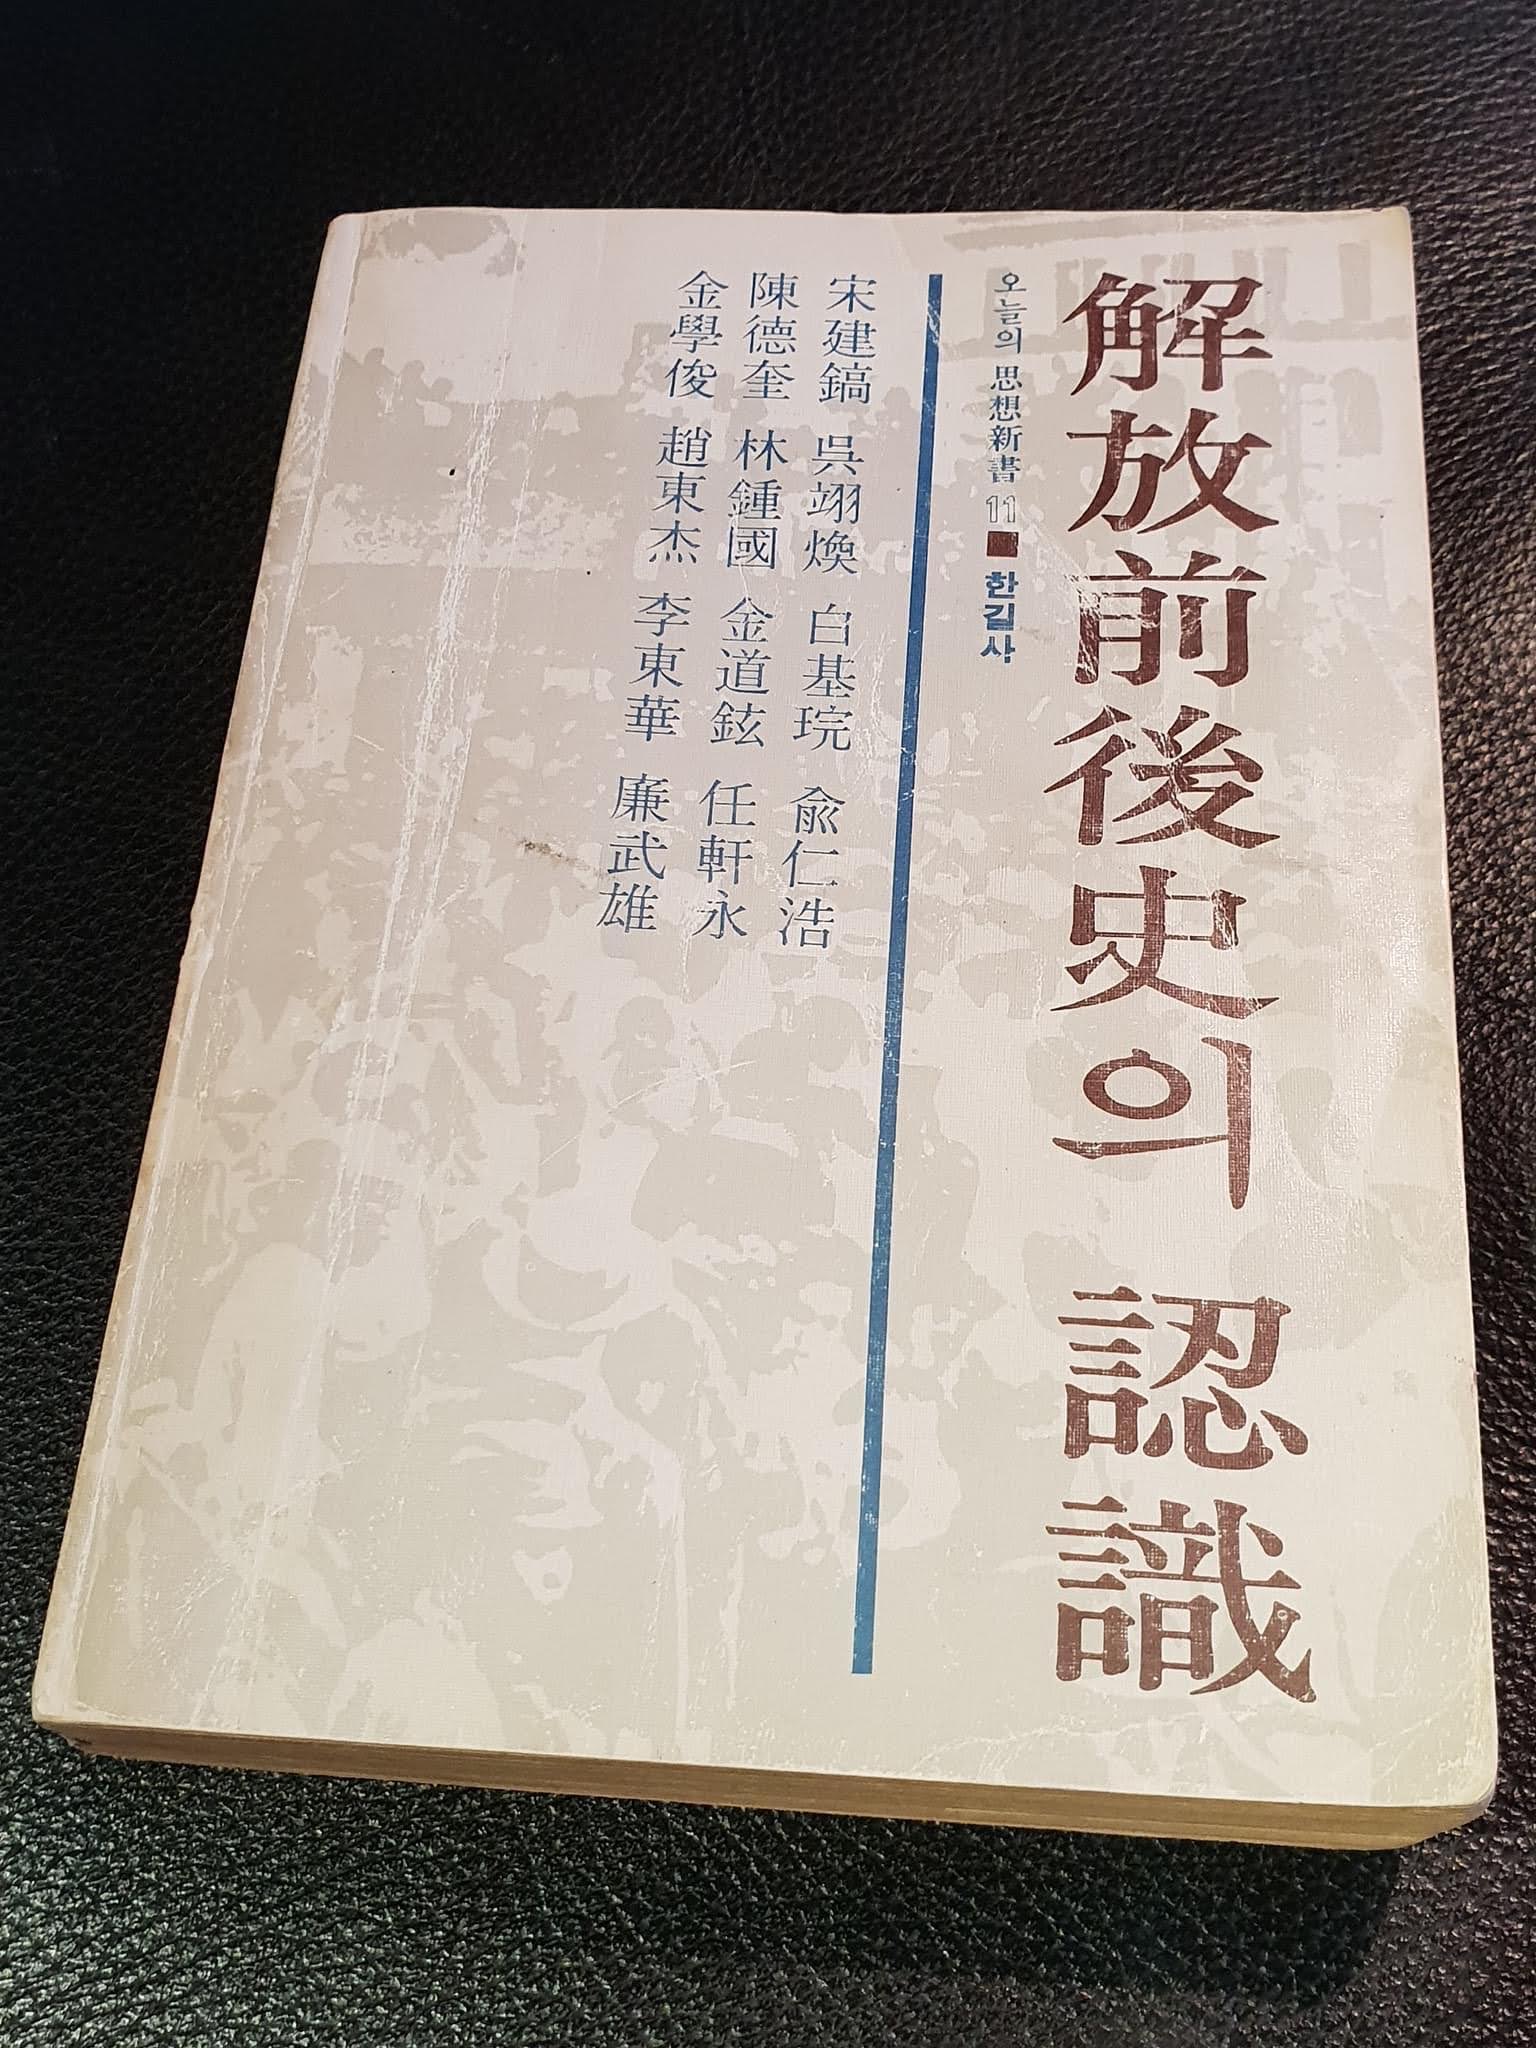 解放前後史의 認識
오늘의 思想新書 11 ■ 한길사
宋建鎬 吳翊煥 白基琓 兪仁浩
陳德奎 林鍾國 金道鉉 任軒永
金學俊 趙東杰 李東華 廉武雄